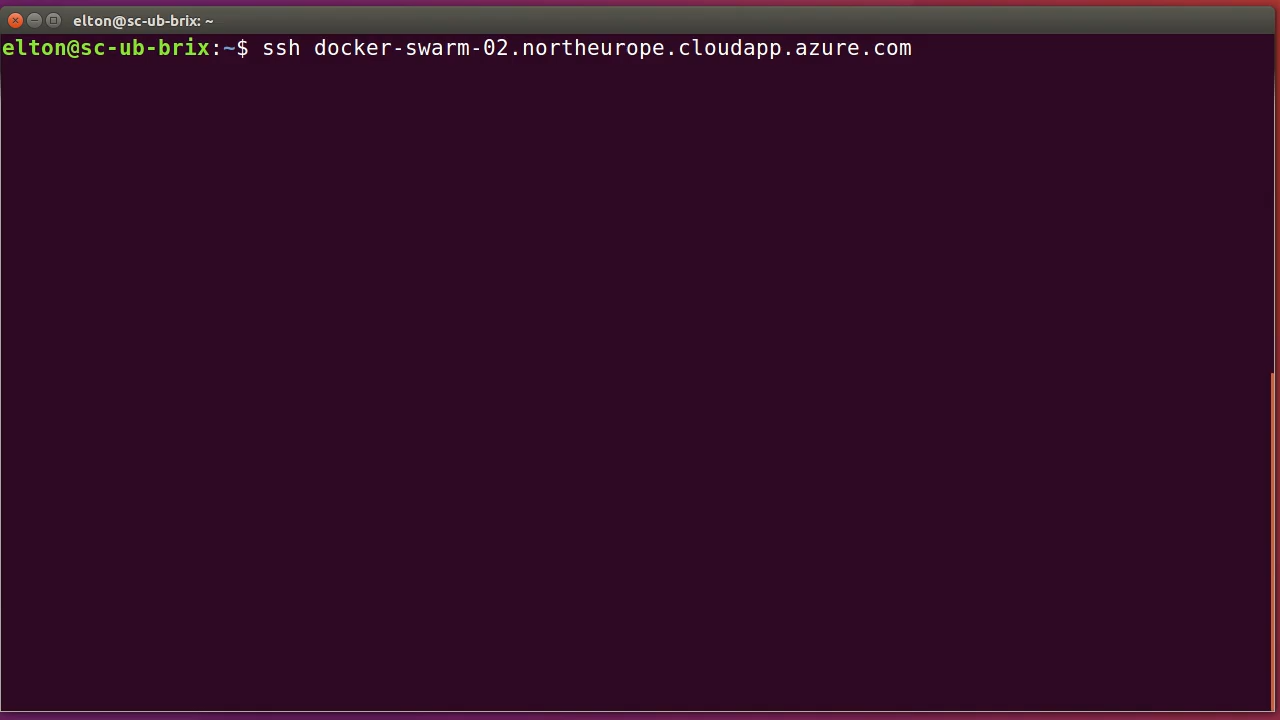 elton@sc-ub-brix: ~
elton@sc-ub-brix:~$ ssh docker-swarm-02.northeurope.cloudapp.azure.com